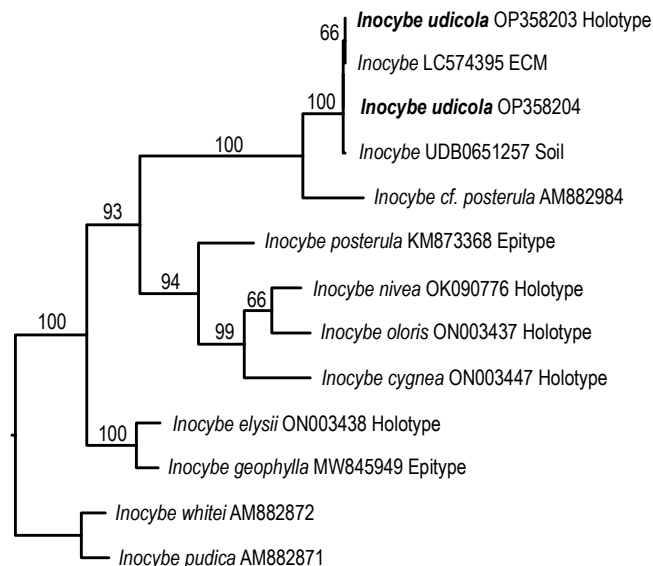 Inocybe udicola OP358203 Holotype
66
Inocybe LC574395 ECM
100
Inocybe udicola OP358204
100
Inocybe UDB0651257 Soil
Inocybe cf. posterula AM882984
93
Inocybe posterula KM873368 Epitype
94
Inocybe nivea OK090776 Holotype
66
100
99
Inocybe oloris ON003437 Holotype
Inocybe cygnea ON003447 Holotype
Inocybe elysii ON003438 Holotype
100
Inocybe geophylla MW845949 Epitype
Inocybe whitei AM882872
Inocybe pudica AM882871